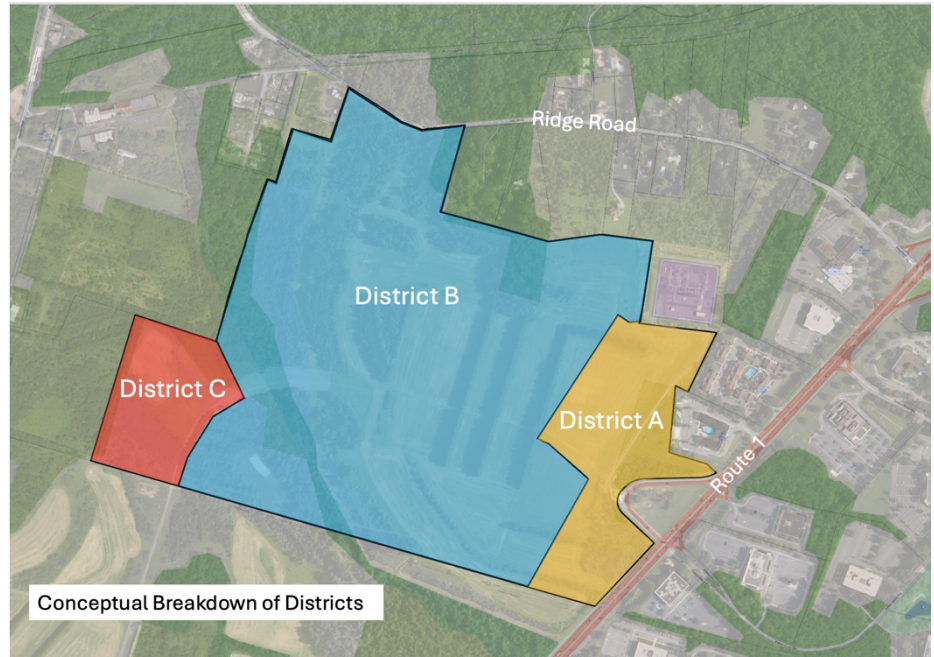 Ridge Road
District B
District C
District A
Route 1
Conceptual Breakdown of Districts